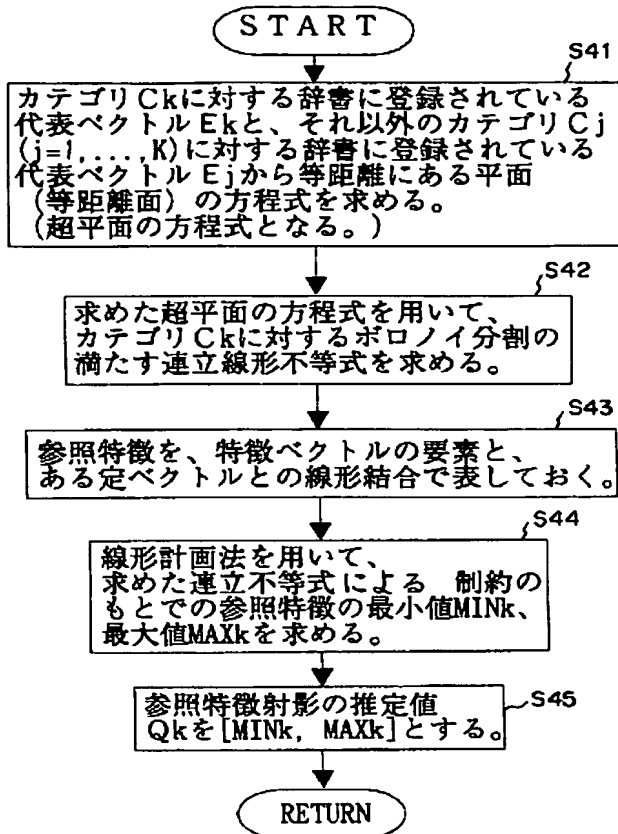 START
S41
カテゴリCkに対する辞書に登録されている
代表ベクトルEkと、それ以外のカテゴリCj
(j=1,...,K)に対する辞書に登録されている
代表ベクトルEjから等距離にある平面
（等距離面）の方程式を求める。
（超平面の方程式となる。）
S42
求めた超平面の方程式を用いて、
カテゴリCkに対するボロノイ分割の
満たす連立線形不等式を求める。
S43
参照特徴を、特徴ベクトルの要素と、
ある定ベクトルとの線形結合で表しておく。
S44
線形計画法を用いて、
求めた連立不等式による 制約の
もとでの参照特徴の最小値MINk、
最大値MAXkを求める。
S45
参照特徴射影の推定値
Qkを[MINk, MAXk]とする。
RETURN